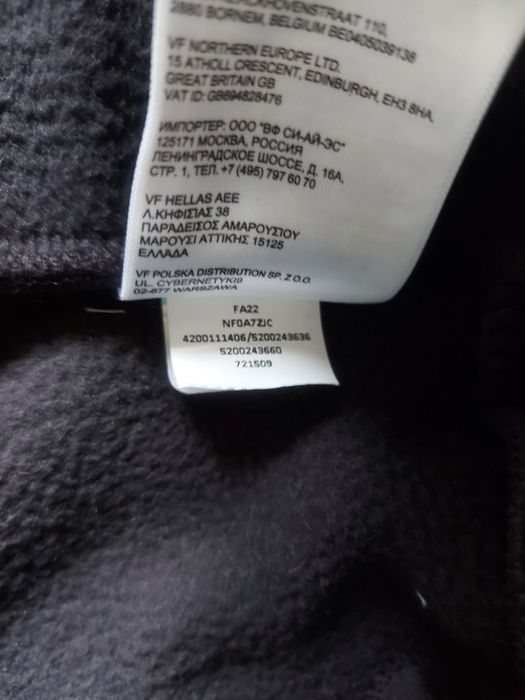 2880 BORNEM, BELGIUM BE0405039138
VF NORTHERN EUROPE LTD.
15 ATHOLL CRESCENT, EDINBURGH, EH3 8HA,
GREAT BRITAIN GB
VAT ID: GB694828476
ИМПОРТЕР: ООО "ВФ СИ-АЙ-ЭС"
125171 МОСКВА, РОССИЯ
ЛЕНИНГРАДСКОЕ ШОССЕ, Д. 16А,
СТР. 1, ТЕЛ. +7 (495) 797 60 70
VF HELLAS AEE
Λ.ΚΗΦΙΣΙΑΣ 38
ΠΑΡΑΔΕΙΣΟΣ ΑΜΑΡΟΥΣΙΟΥ
ΜΑΡΟΥΣΙ ΑΤΤΙΚΗΣ 15125
ΕΛΛΑΔΑ
VF POLSKA DISTRIBUTION SP. Z O.O.
UL. CYBERNETYKI9
02-677 WARSZAWA
FA22
NF0A7ZJC
4200111406/5200243636
5200243660
721509